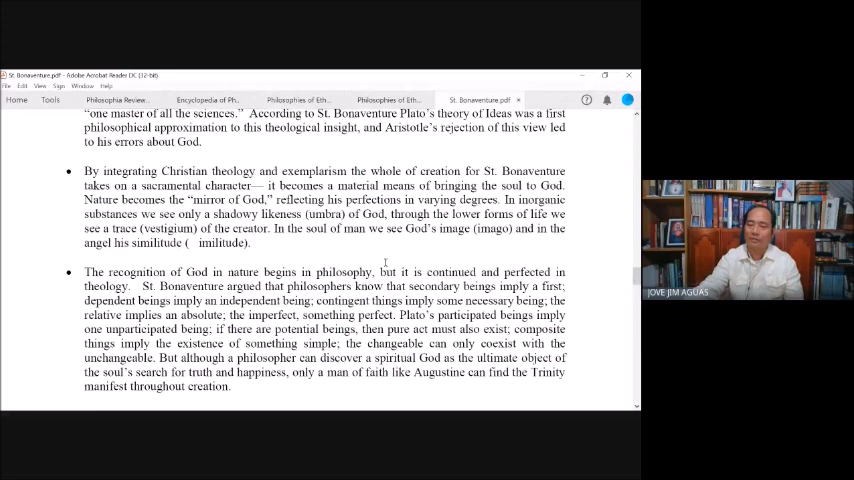 St. Bonaventure.pdf - Adobe Acrobat Reader DC (32-bit)
File Edit View Sign Window Help
Home Tools Philosophia Review... Encyclopedia of Ph... Philosophies of Eth... Philosophies of Eth... St. Bonaventure.pdf ×
"one master of all the sciences." According to St. Bonaventure Plato's theory of Ideas was a first
philosophical approximation to this theological insight, and Aristotle's rejection of this view led
to his errors about God.
• By integrating Christian theology and exemplarism the whole of creation for St. Bonaventure
takes on a sacramental character— it becomes a material means of bringing the soul to God.
Nature becomes the "mirror of God," reflecting his perfections in varying degrees. In inorganic
substances we see only a shadowy likeness (umbra) of God, through the lower forms of life we
see a trace (vestigium) of the creator. In the soul of man we see God's image (imago) and in the
angel his similitude ( imilitude).
• The recognition of God in nature begins in philosophy, but it is continued and perfected in
theology. St. Bonaventure argued that philosophers know that secondary beings imply a first;
dependent beings imply an independent being; contingent things imply some necessary being; the
relative implies an absolute; the imperfect, something perfect. Plato's participated beings imply
one unparticipated being; if there are potential beings, then pure act must also exist; composite
things imply the existence of something simple; the changeable can only coexist with the
unchangeable. But although a philosopher can discover a spiritual God as the ultimate object of
the soul's search for truth and happiness, only a man of faith like Augustine can find the Trinity
manifest throughout creation.
JOVE JIM AGUAS